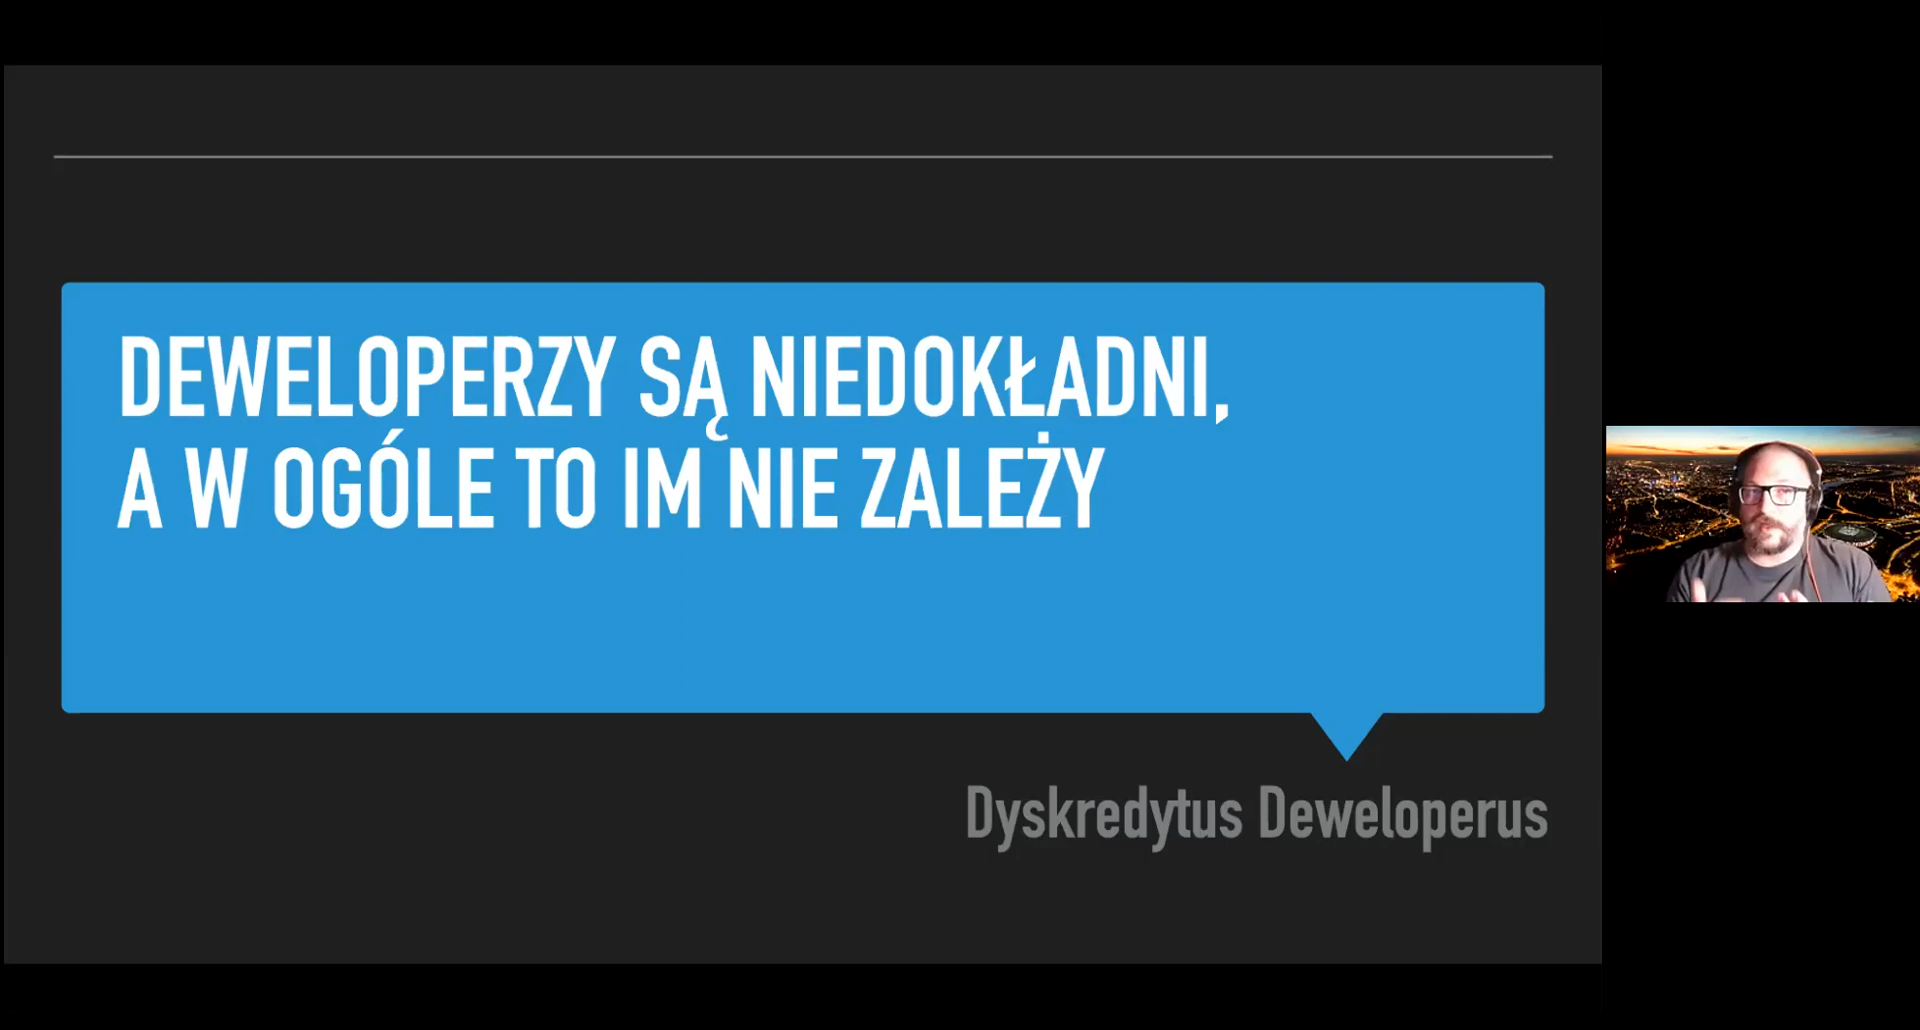 DEWELOPERZY SĄ NIEDOKŁADNI,
A W OGÓLE TO IM NIE ZALEŻY
Dyskredytus Deweloperus